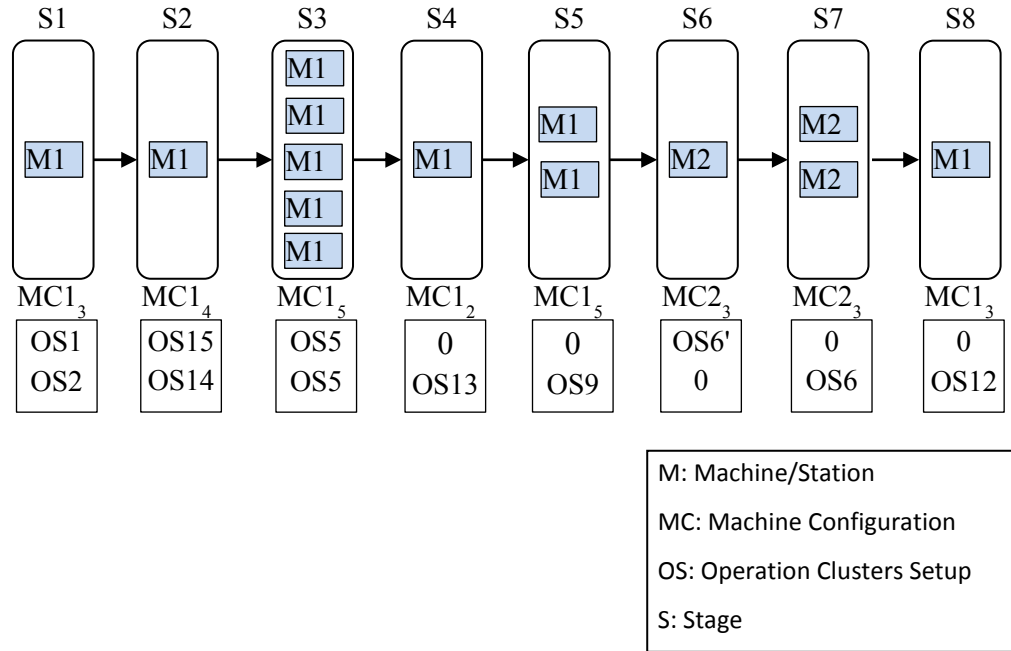 S1 S2 S3 S4 S5 S6 S7 S8
M1
M1
M1 M2
M1 M1 M1 M1 M1 M2 M2 M1
M1
M1
MC1₃ MC1₄ MC1₅ MC1₂ MC1₅ MC2₃ MC2₃ MC1₃
OS1 OS15 OS5 0 0 OS6' 0 0
OS2 OS14 OS5 OS13 OS9 0 OS6 OS12
M: Machine/Station
MC: Machine Configuration
OS: Operation Clusters Setup
S: Stage